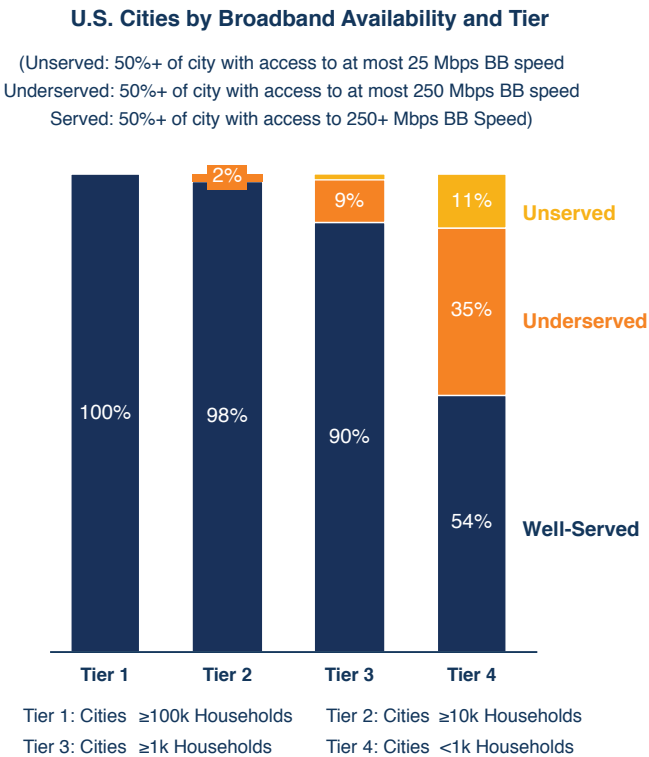 U.S. Cities by Broadband Availability and Tier
(Unserved: 50%+ of city with access to at most 25 Mbps BB speed
Underserved: 50%+ of city with access to at most 250 Mbps BB speed
Served: 50%+ of city with access to 250+ Mbps BB Speed)
2%
9%
11%
Unserved
35%
Underserved
100%
98%
90%
54%
Well-Served
Tier 1
Tier 2
Tier 3
Tier 4
Tier 1: Cities ≥100k Households
Tier 2: Cities ≥10k Households
Tier 3: Cities ≥1k Households
Tier 4: Cities <1k Households